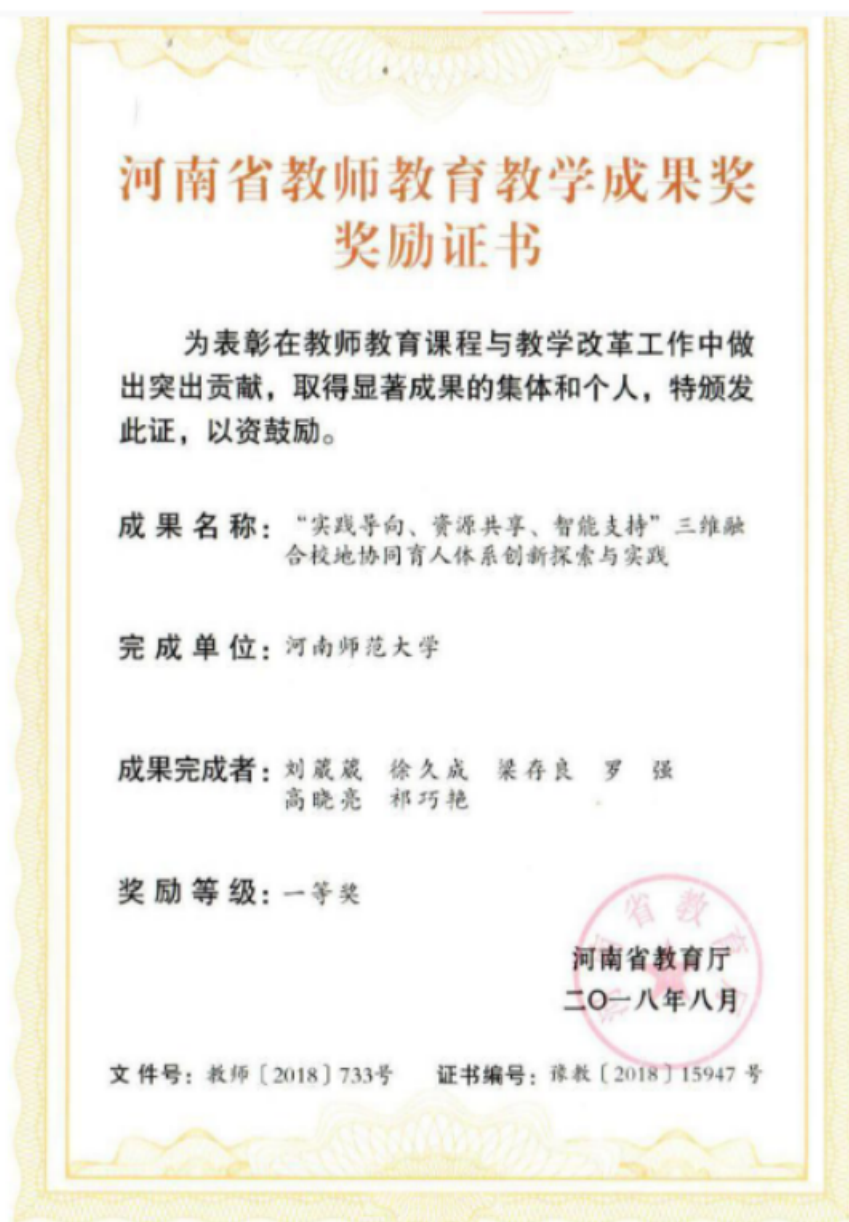 河南省教师教育教学成果奖
奖励证书
为表彰在教师教育课程与教学改革工作中做
出突出贡献，取得显著成果的集体和个人，特颁发
此证，以资鼓励。
成果名称：“实践导向、资源共享、智能支持”三维融
合校地协同育人体系创新探索与实践
完成单位：河南师范大学
成果完成者：刘葳葳 徐久成 梁存良 罗强
高晓亮 祁巧艳
奖励等级：一等奖
河南省教育厅
河南省教育厅
二〇一八年八月
文件号：教师〔2018〕733号 证书编号：豫教〔2018〕15947号